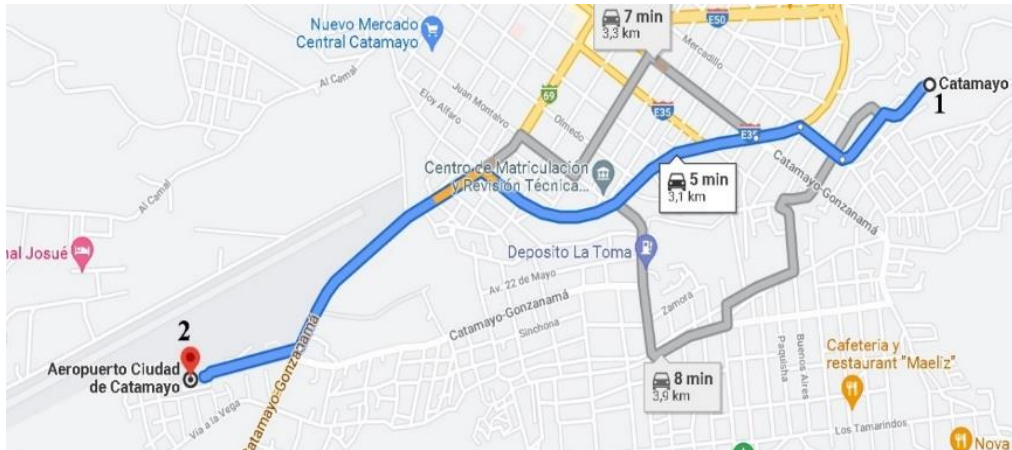 7 min
3,3 km
E50
Nuevo Mercado
Central Catamayo
Mercadillo
Al Camal
Juan Montalvo
Eloy Alfaro
69
Olmedo
E35
E35
Catamayo
1
Centro de Matriculación
y Revisión Técnica...
5 min
3,1 km
Catamayo-Gonzanamá
Al Camal
nal Josué
Deposito La Toma
Av. 22 de Mayo
Zamora
Catamayo-Gonzanamá
Sinchona
2
Aeropuerto Ciudad
de Catamayo
Catamayo-Gonzanamá
Via a la Vega
8 min
3,9 km
Buenos Aires
Paquisha
Cafeteria y
restaurant "Maeliz"
Los Tamarindos
Nova